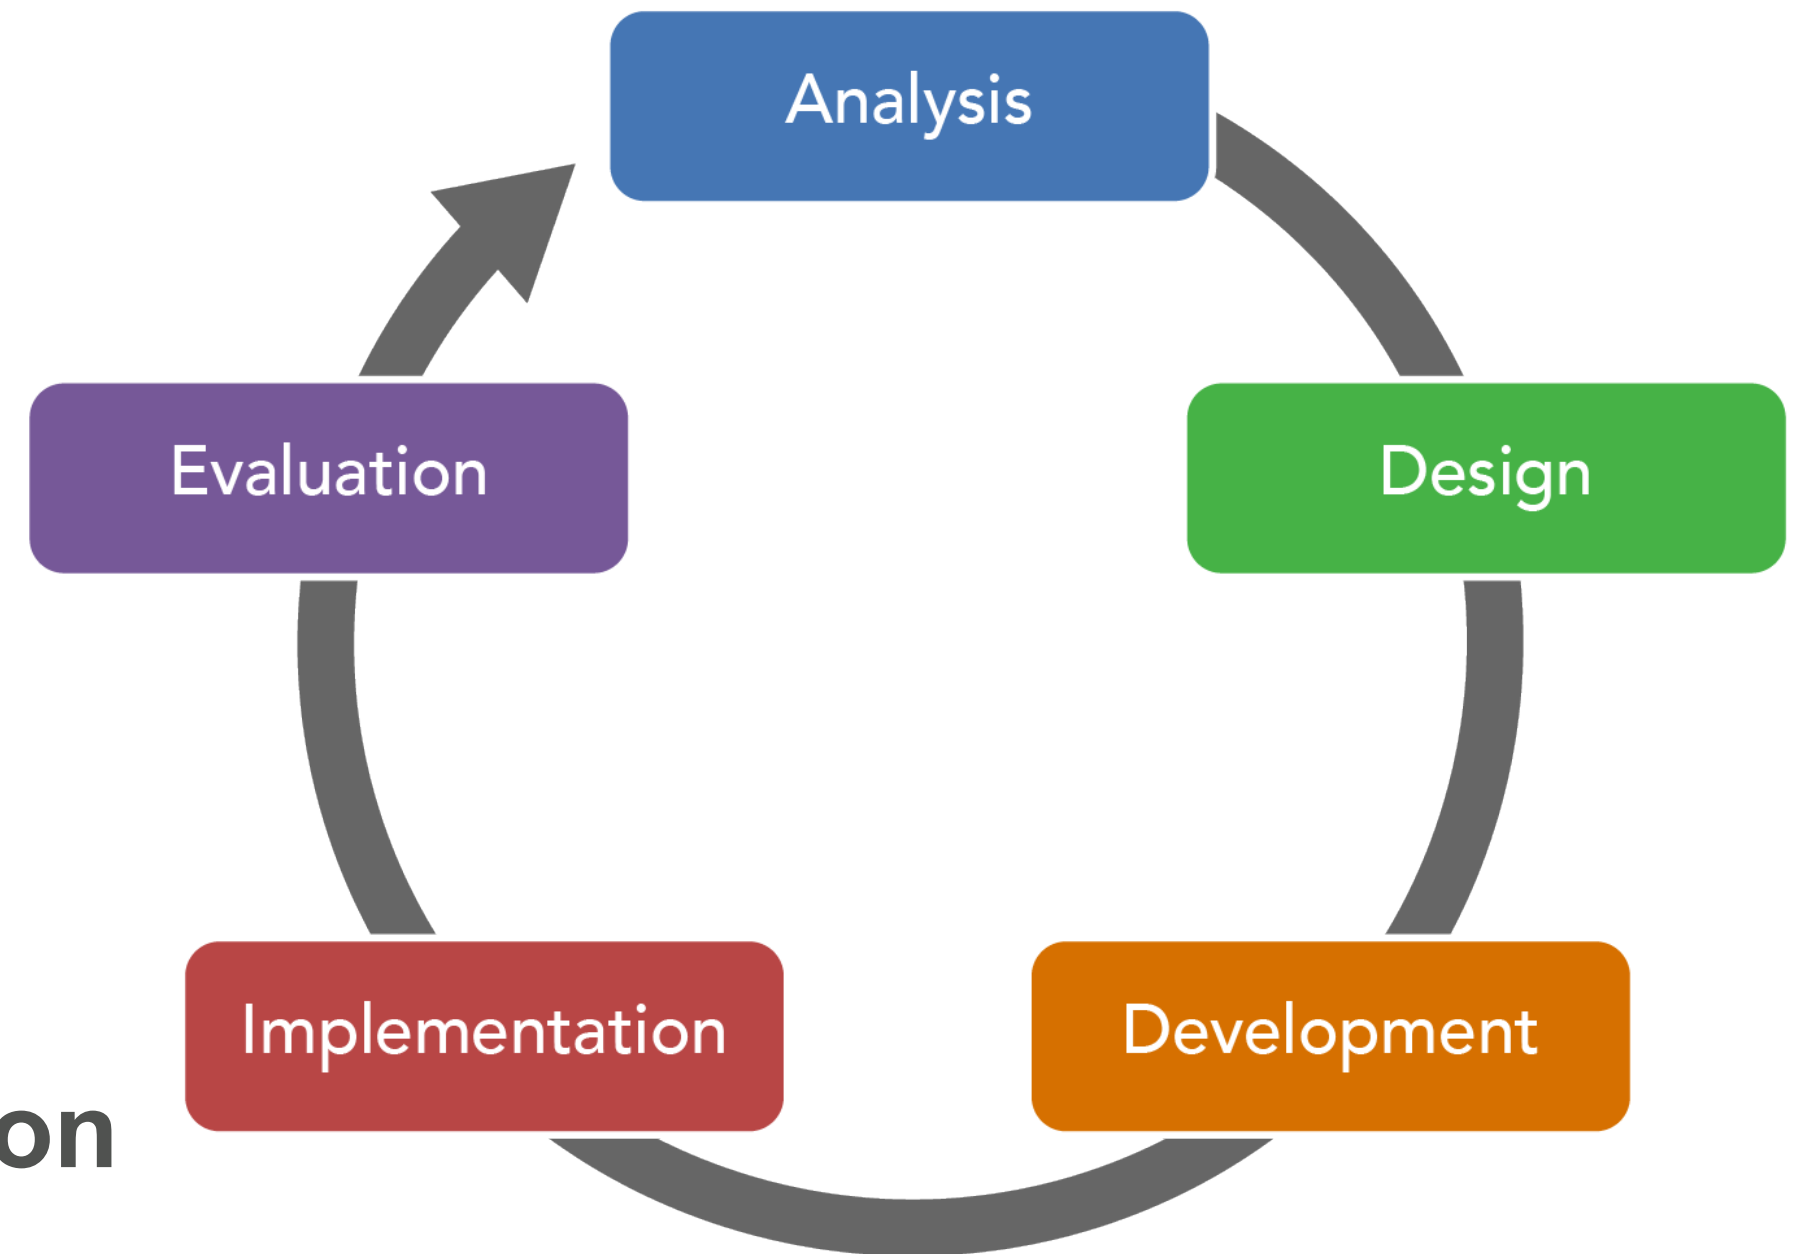 Analysis
Evaluation
Design
Implementation
Development
on